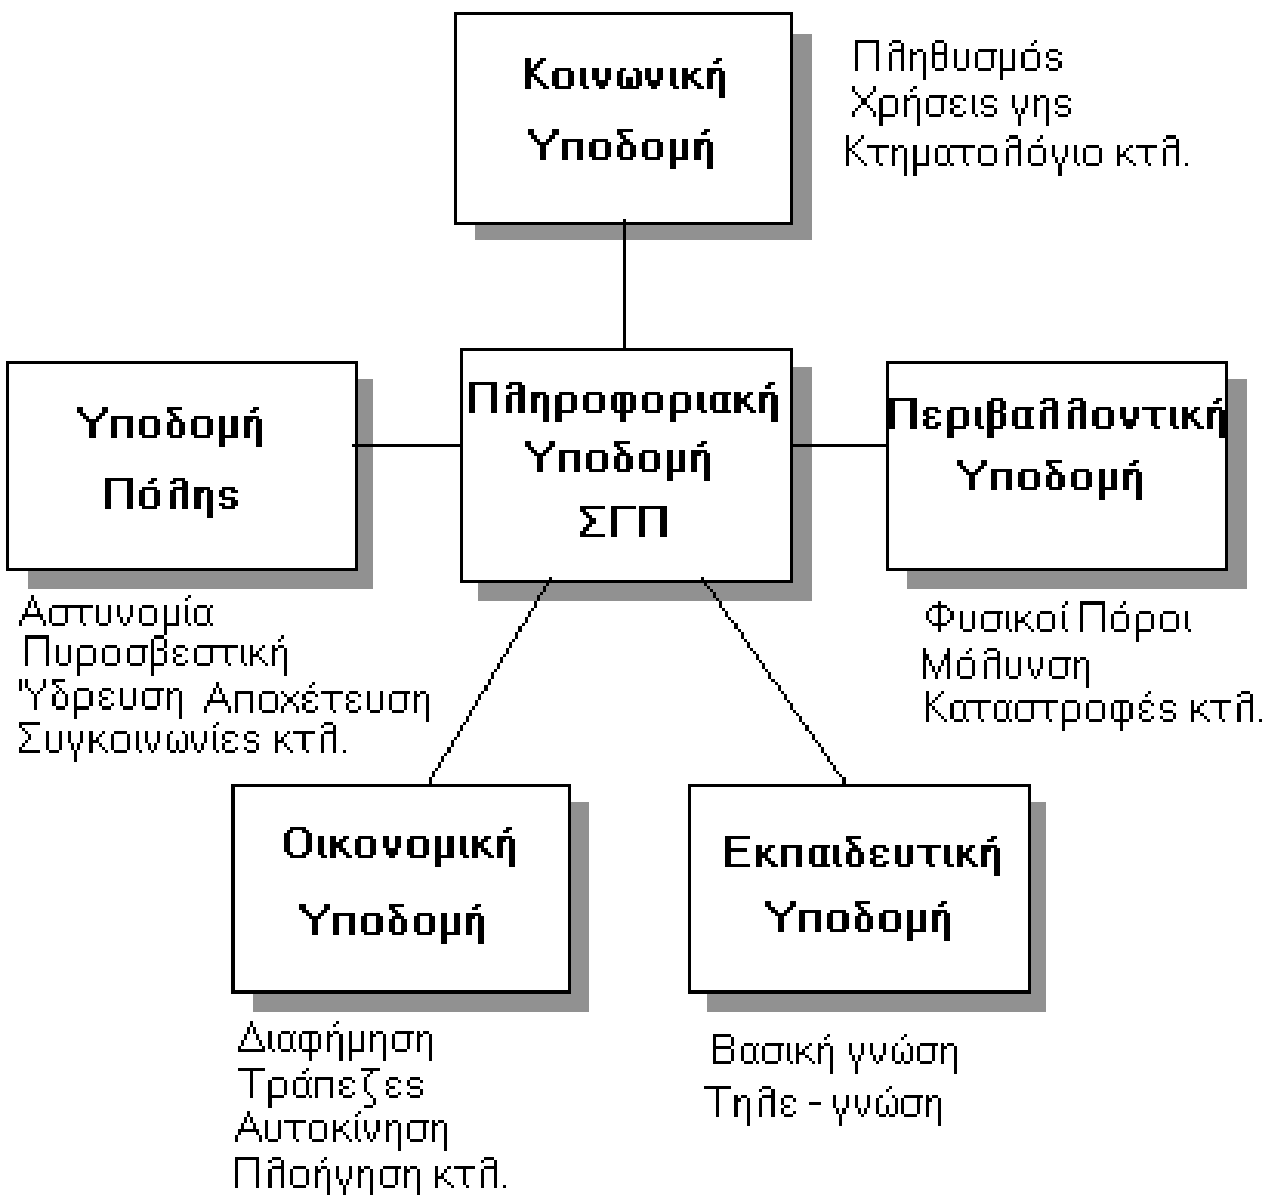 Κοινωνική
Υποδομή
Πληθυσμός
Χρήσεις γης
Κτηματολόγιο κτλ.
Υποδομή
Πόλης
Πληροφοριακή
Υποδομή
ΣΓΠ
Περιβαλλοντική
Υποδομή
Αστυνομία
Πυροσβεστική
Ύδρευση Αποχέτευση
Συγκοινωνίες κτλ.
Φυσικοί Πόροι
Μόλυνση
Καταστροφές κτλ.
Οικονομική
Υποδομή
Εκπαιδευτική
Υποδομή
Διαφήμηση
Τράπεζες
Αυτοκίνηση
Πλοήγηση κτλ.
Βασική γνώση
Τηλε - γνώση